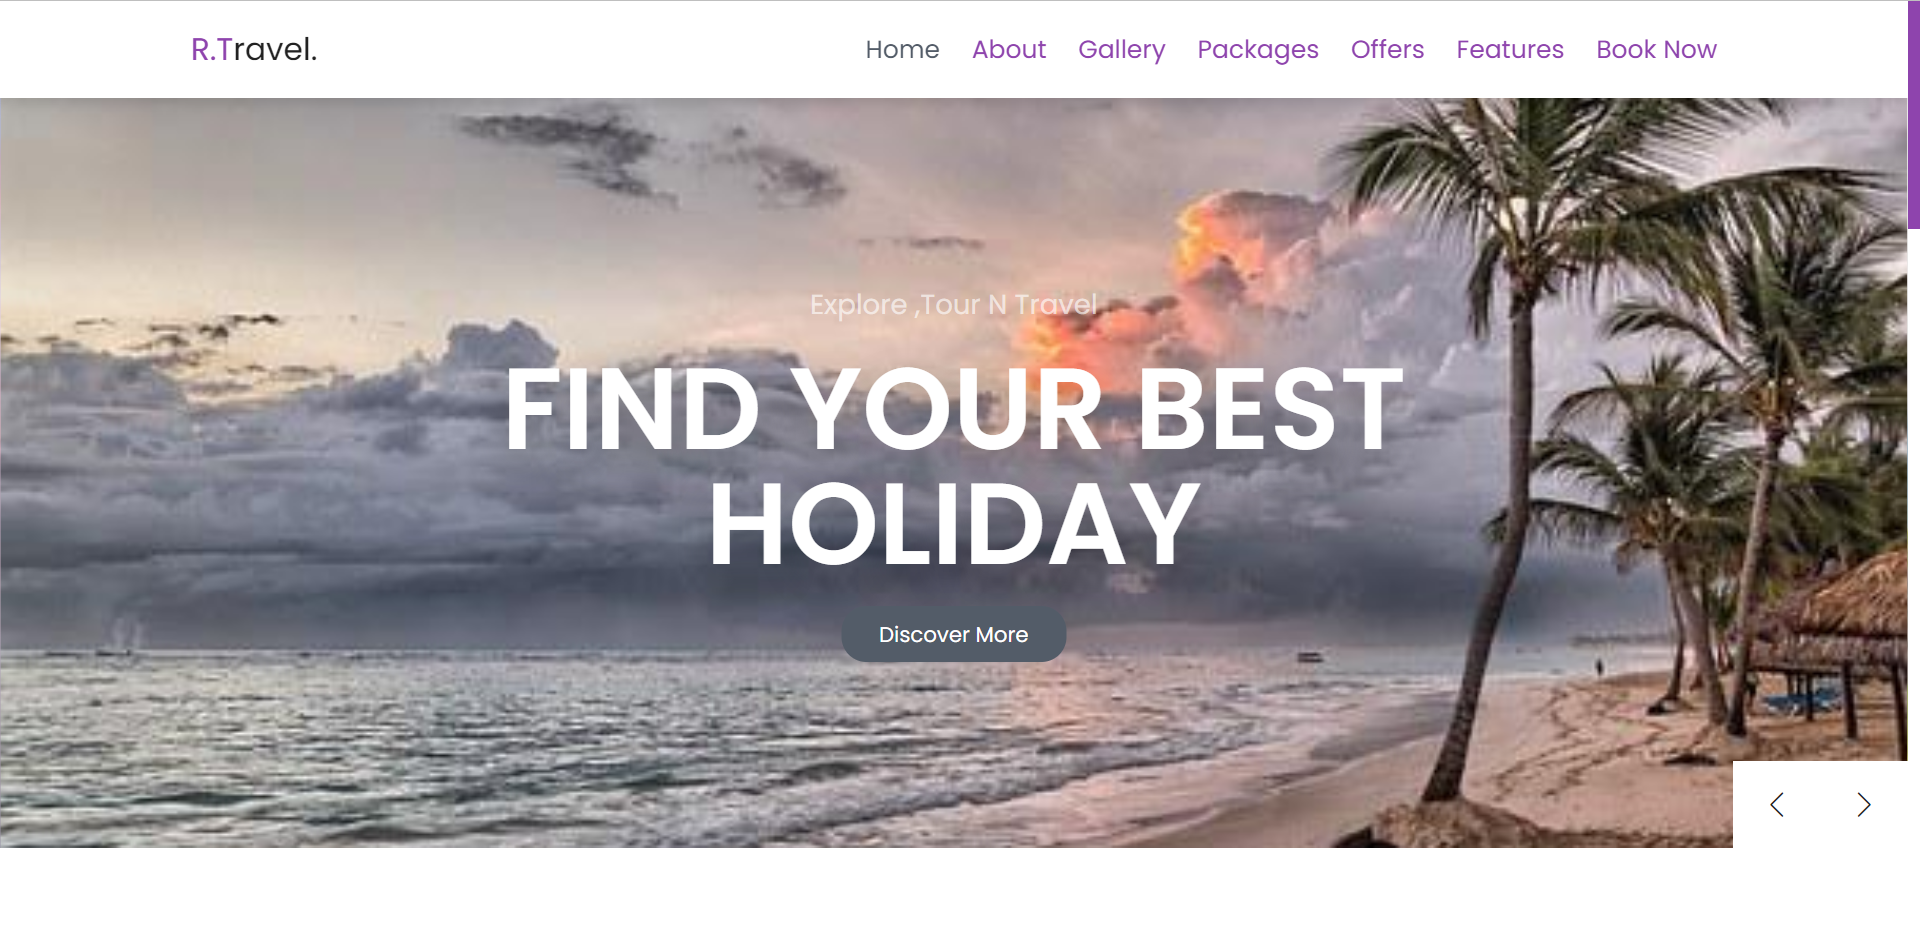 R.Travel.
Home About Gallery Packages Offers Features Book Now
Explore ,Tour N Travel
FIND YOUR BEST
HOLIDAY
Discover More